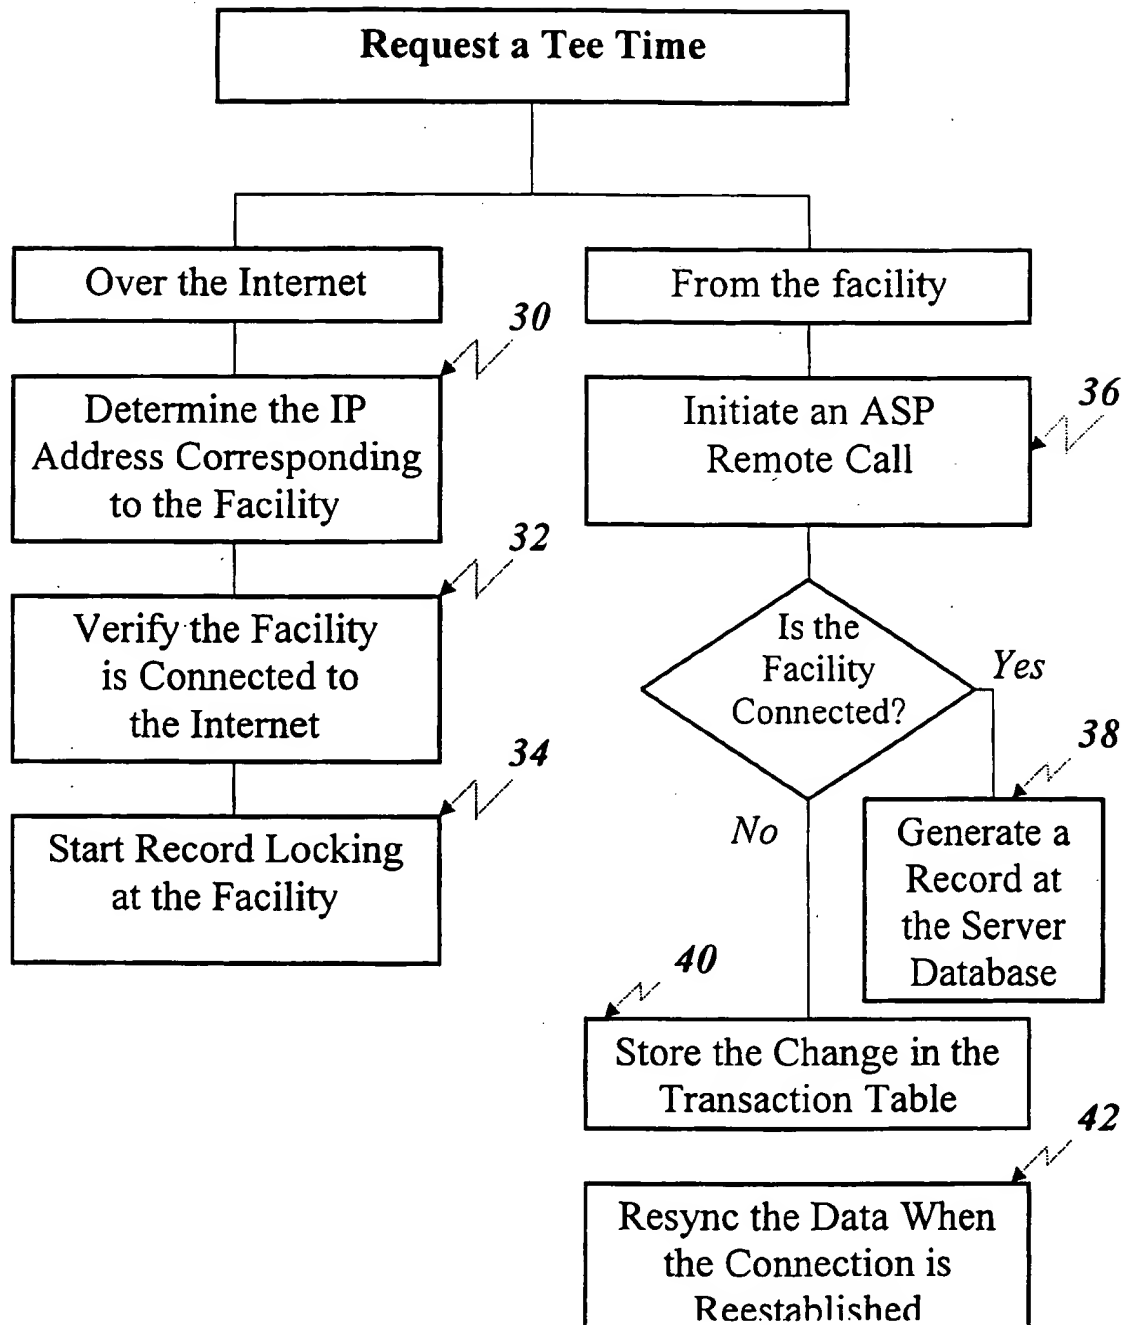 Request a Tee Time
Over the Internet
30
Determine the IP
Address Corresponding
to the Facility
32
Verify the Facility
is Connected to
the Internet
34
Start Record Locking
at the Facility
From the facility
Initiate an ASP
Remote Call
36
Is the
Facility
Connected?
Yes
38
Generate a
Record at
the Server
Database
No
40
Store the Change in the
Transaction Table
42
Resync the Data When
the Connection is
Reestablished